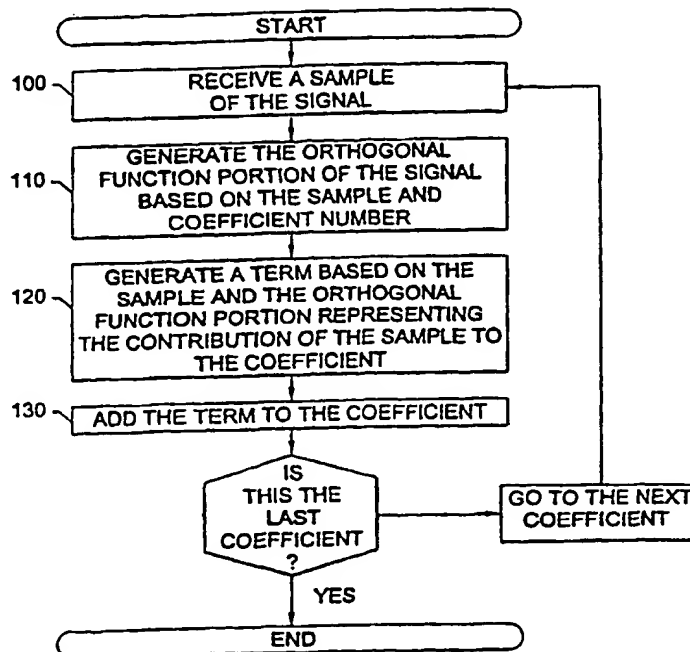 START
100
RECEIVE A SAMPLE
OF THE SIGNAL
110
GENERATE THE ORTHOGONAL
FUNCTION PORTION OF THE SIGNAL
BASED ON THE SAMPLE AND
COEFFICIENT NUMBER
120
GENERATE A TERM BASED ON THE
SAMPLE AND THE ORTHOGONAL
FUNCTION PORTION REPRESENTING
THE CONTRIBUTION OF THE SAMPLE TO
THE COEFFICIENT
130
ADD THE TERM TO THE COEFFICIENT
IS
THIS THE
LAST
COEFFICIENT
?
GO TO THE NEXT
COEFFICIENT
YES
END